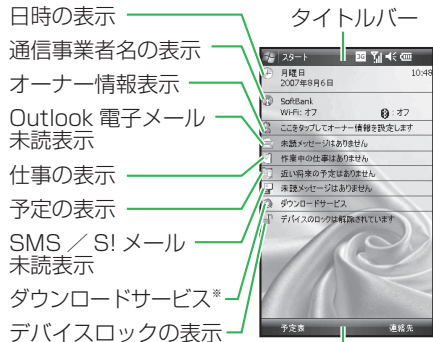 日時の表示
通信事業者名の表示
オーナー情報表示
Outlook 電子メール
未読表示
仕事の表示
予定の表示
SMS ／ S! メール
未読表示
ダウンロードサービス※
デバイスロックの表示
タイトルバー
スタート 3G
月曜日 10:48
2007年8月6日
SoftBank
Wi-Fi: オフ : オフ
ここをタップしてオーナー情報を設定します
未読メッセージはありません
作業中の仕事はありません
近い将来の予定はありません
未読メッセージはありません
ダウンロードサービス
デバイスのロックは解除されています
予定表 連絡先